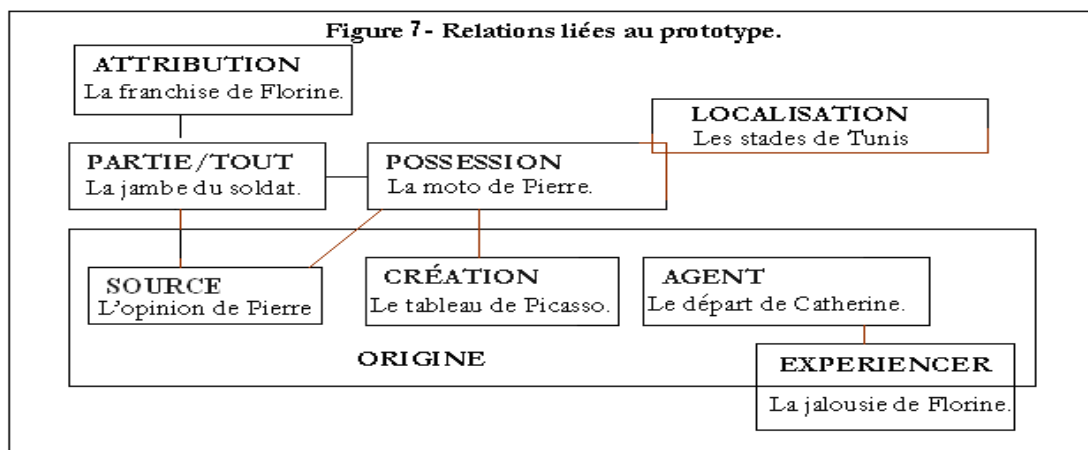 Figure 7- Relations liées au prototype.
ATTRIBUTION
La franchise de Florine.
LOCALISATION
Les stades de Tunis
PARTIE/TOUT
La jambe du soldat.
POSSESSION
La moto de Pierre.
SOURCE
L'opinion de Pierre
CRÉATION
Le tableau de Picasso.
AGENT
Le départ de Catherine.
ORIGINE
EXPERIENCER
La jalousie de Florine.